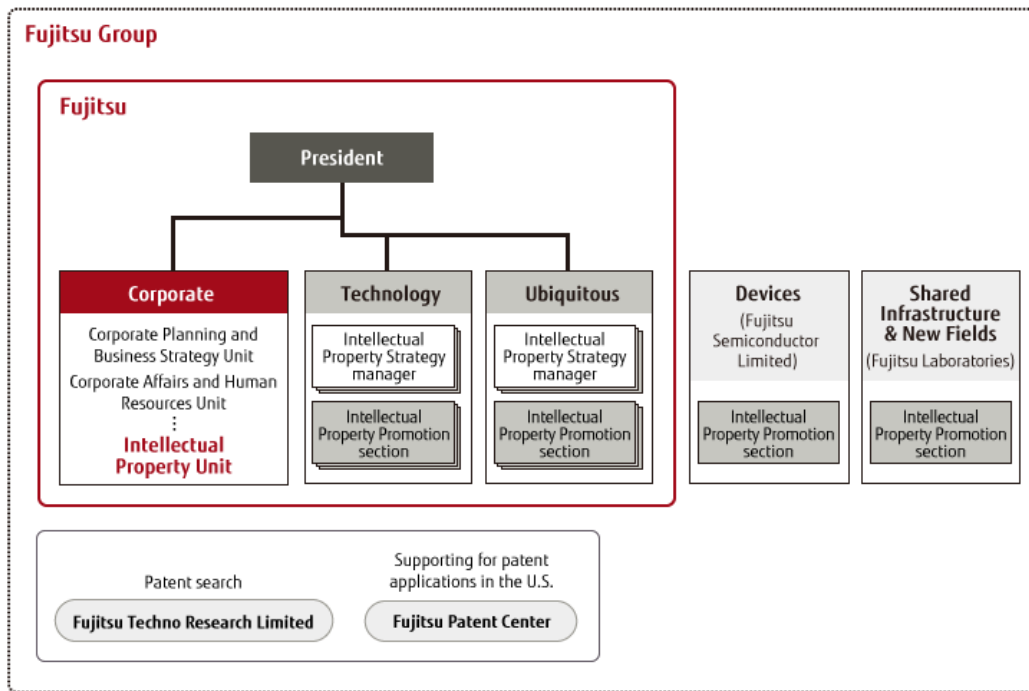 Fujitsu Group
Fujitsu
President
Corporate
Corporate Planning and
Business Strategy Unit
Corporate Affairs and Human
Resources Unit
⋮
Intellectual
Property Unit
Technology
Intellectual
Property Strategy
manager
Intellectual
Property Promotion
section
Ubiquitous
Intellectual
Property Strategy
manager
Intellectual
Property Promotion
section
Devices
(Fujitsu
Semiconductor
Limited)
Intellectual
Property Promotion
section
Shared
Infrastructure
& New Fields
(Fujitsu Laboratories)
Intellectual
Property Promotion
section
Patent search
Fujitsu Techno Research Limited
Supporting for patent
applications in the U.S.
Fujitsu Patent Center